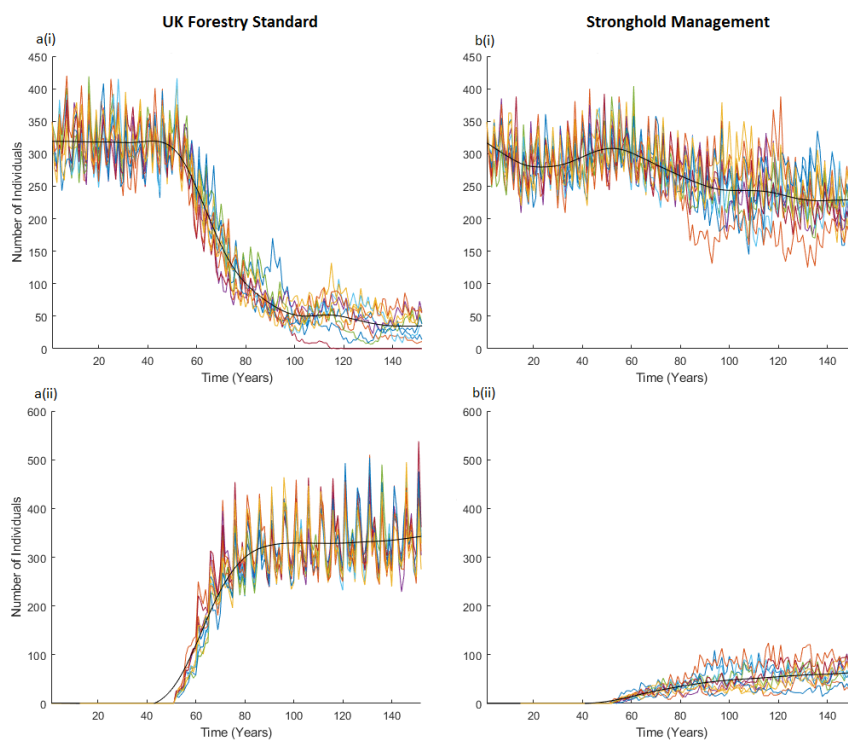 UK Forestry Standard
Stronghold Management
a(i)
450
400
350
300
250
200
150
100
50
0
Number of Individuals
20 40 60 80 100 120 140
Time (Years)
b(i)
450
400
350
300
250
200
150
100
50
0
20 40 60 80 100 120 140
Time (Years)
a(ii)
600
500
400
300
200
100
0
Number of Individuals
20 40 60 80 100 120 140
Time (Years)
b(ii)
600
500
400
300
200
100
0
20 40 60 80 100 120 140
Time (Years)